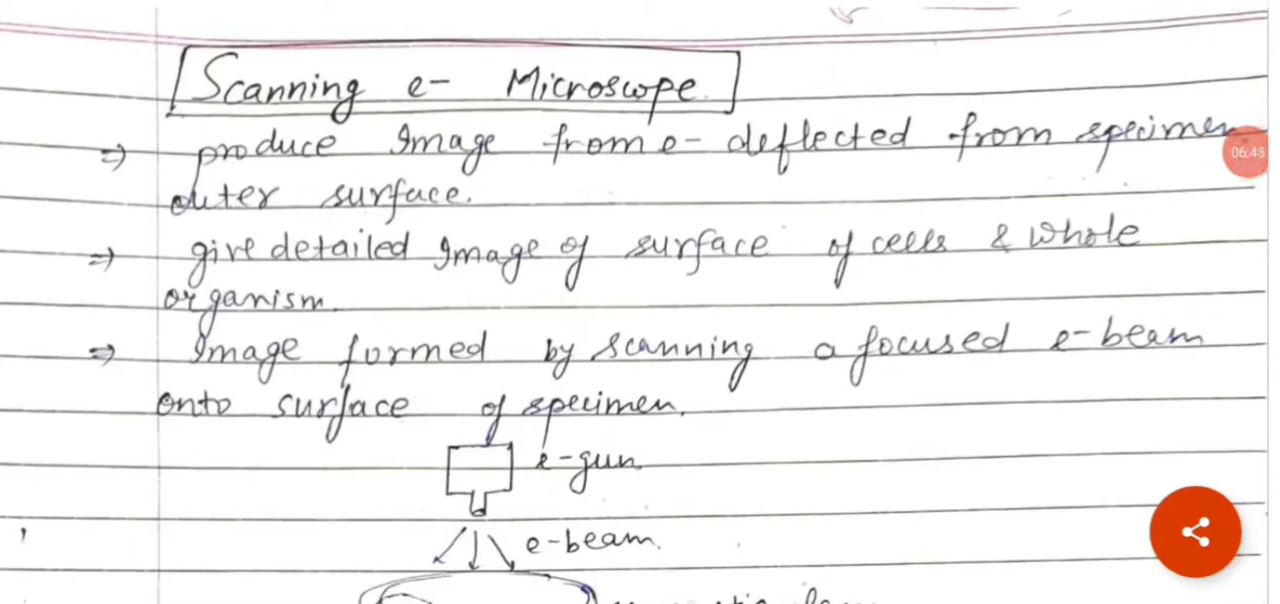 Scanning e- Microscope.
⇒ produce Image from e- deflected from specimen
outer surface.
⇒ give detailed Image of surface of cells & whole
organism.
⇒ Image formed by scanning a focused e-beam
onto surface of specimen.
e-gun
e-beam.
06:48